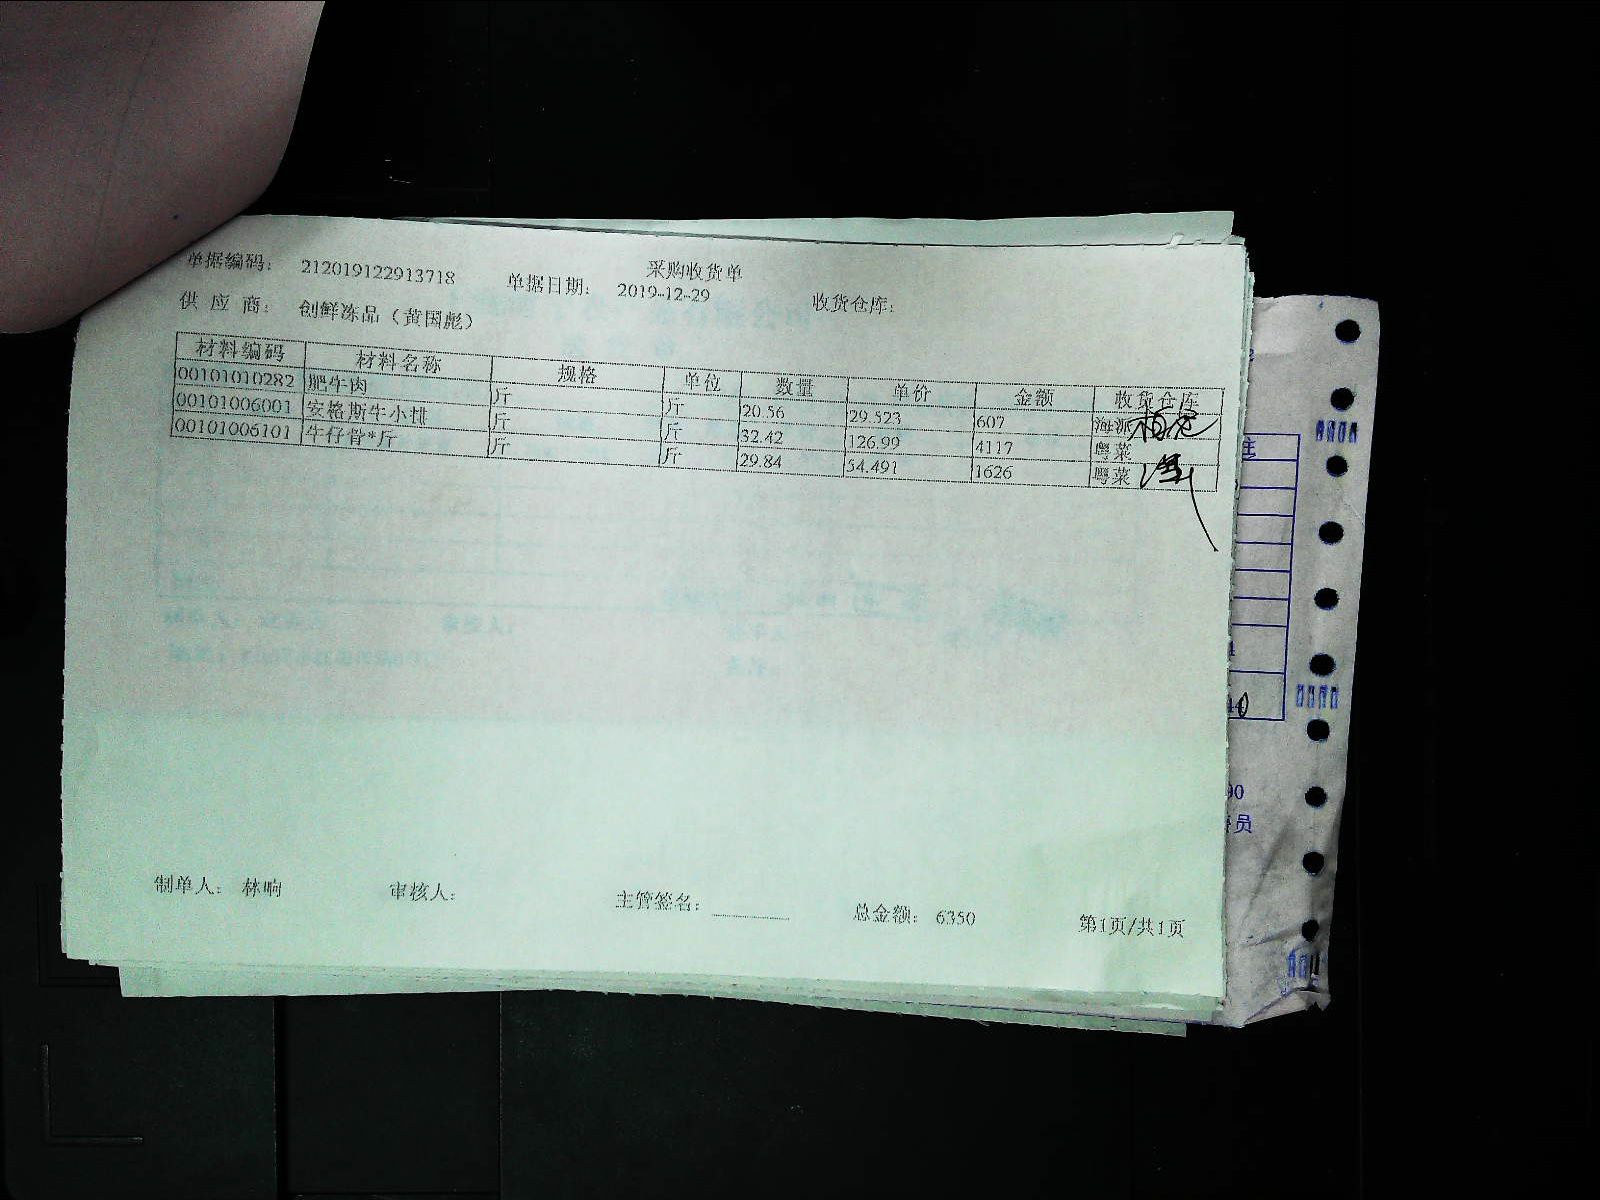 采购收货单
单据编码: 212019122913718 单据日期: 2019-12-29 收货仓库:
供 应 商: 创鲜冻品（黄国彪）
材料编码 材料名称 规格 单位 数量 单价 金额 收货仓库
00101010282 肥牛肉 斤 斤 20.56 29.523 607 海派
00101006001 安格斯牛小排 斤 斤 32.42 126.99 4117 粤菜
00101006101 牛仔骨*斤 斤 斤 29.84 54.491 1626 粤菜
制单人: 林响 审核人: 主管签名: 总金额: 6350 第1页/共1页
90
员